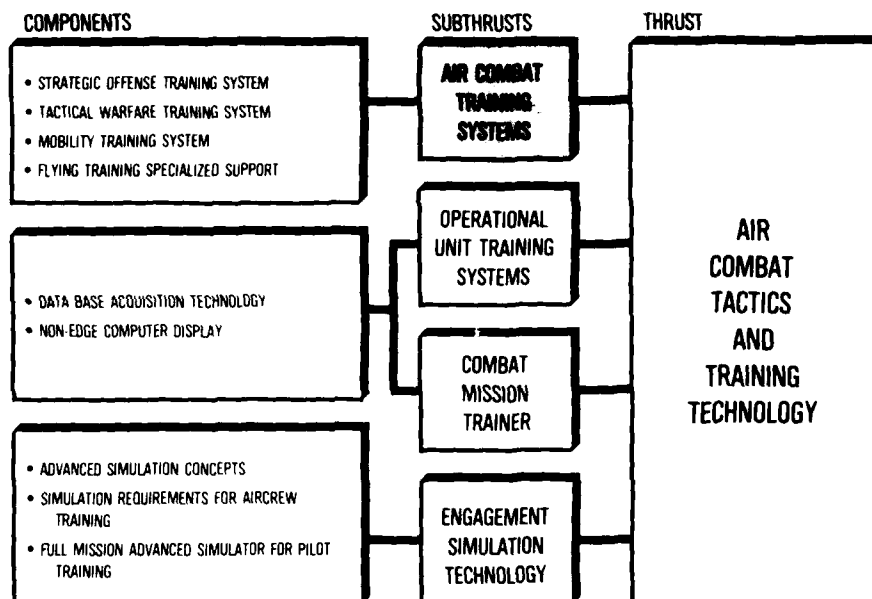 COMPONENTS
• STRATEGIC OFFENSE TRAINING SYSTEM
• TACTICAL WARFARE TRAINING SYSTEM
• MOBILITY TRAINING SYSTEM
• FLYING TRAINING SPECIALIZED SUPPORT
• DATA BASE ACQUISITION TECHNOLOGY
• NON-EDGE COMPUTER DISPLAY
• ADVANCED SIMULATION CONCEPTS
• SIMULATION REQUIREMENTS FOR AIRCREW
TRAINING
• FULL MISSION ADVANCED SIMULATOR FOR PILOT
TRAINING
SUBTHRUSTS
AIR COMBAT
TRAINING
SYSTEMS
OPERATIONAL
UNIT TRAINING
SYSTEMS
COMBAT
MISSION
TRAINER
ENGAGEMENT
SIMULATION
TECHNOLOGY
THRUST
AIR
COMBAT
TACTICS
AND
TRAINING
TECHNOLOGY